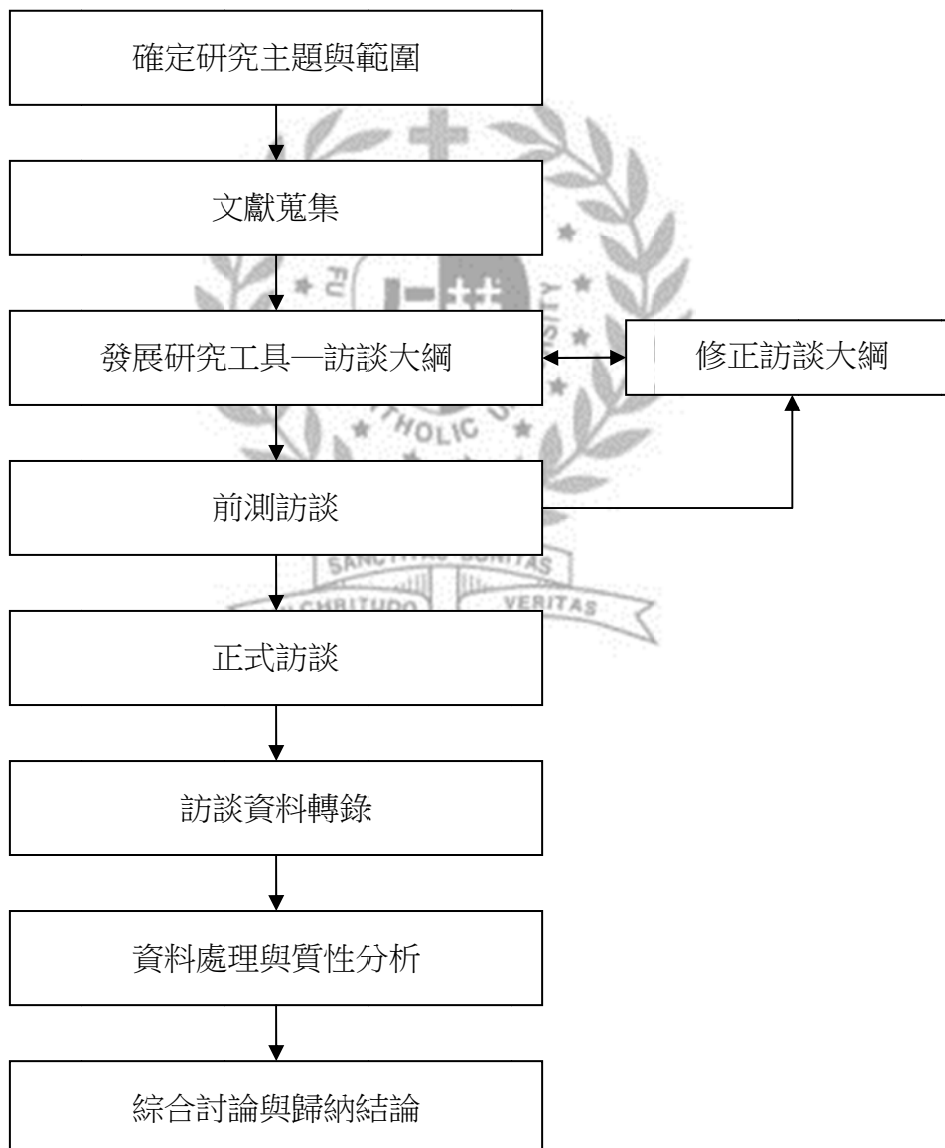 確定研究主題與範圍
文獻蒐集
FU
SITY
發展研究工具─訪談大綱
修正訪談大綱
THOLIC U
前測訪談
SANCTITAS BONITAS
VERITAS
正式訪談
訪談資料轉錄
資料處理與質性分析
綜合討論與歸納結論